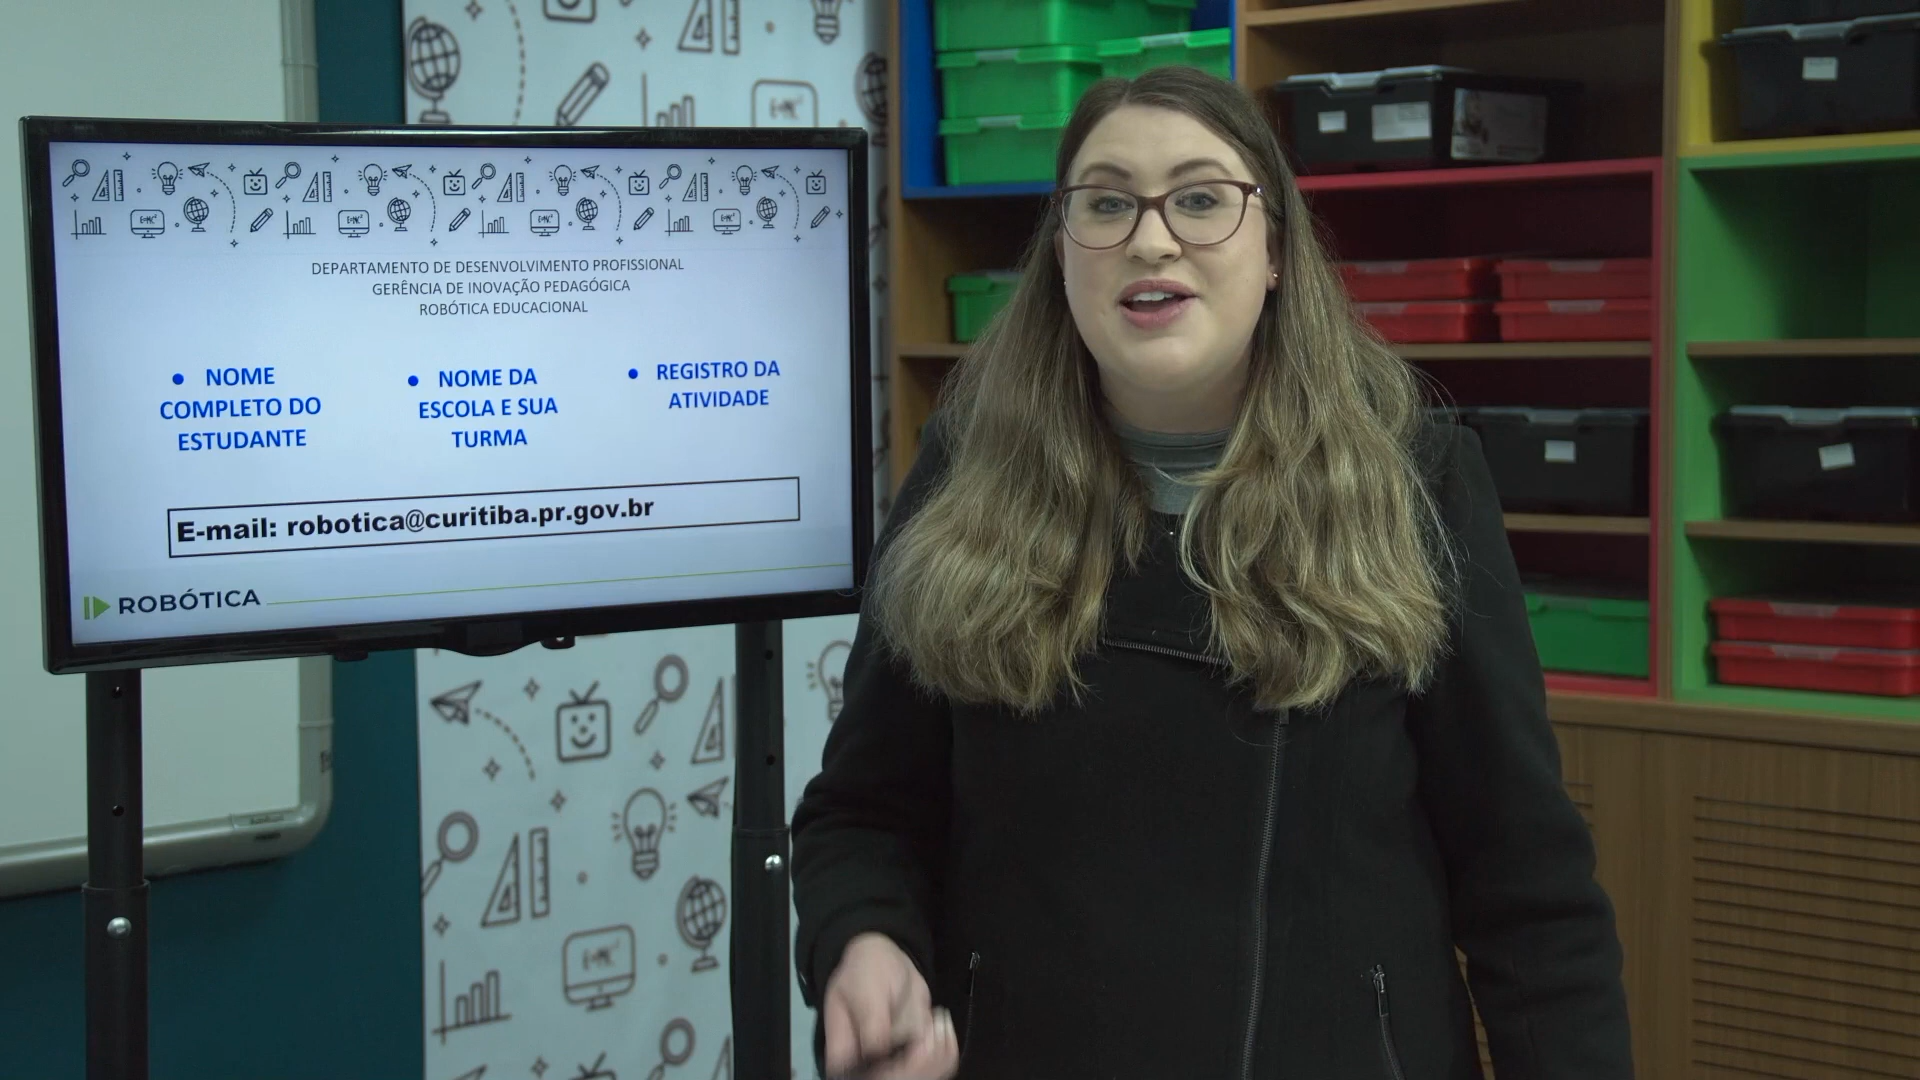 DEPARTAMENTO DE DESENVOLVIMENTO PROFISSIONAL
GERÊNCIA DE INOVAÇÃO PEDAGÓGICA
ROBÓTICA EDUCACIONAL
• NOME
COMPLETO DO
ESTUDANTE
• NOME DA
ESCOLA E SUA
TURMA
• REGISTRO DA
ATIVIDADE
E-mail: robotica@curitiba.pr.gov.br
ROBÓTICA